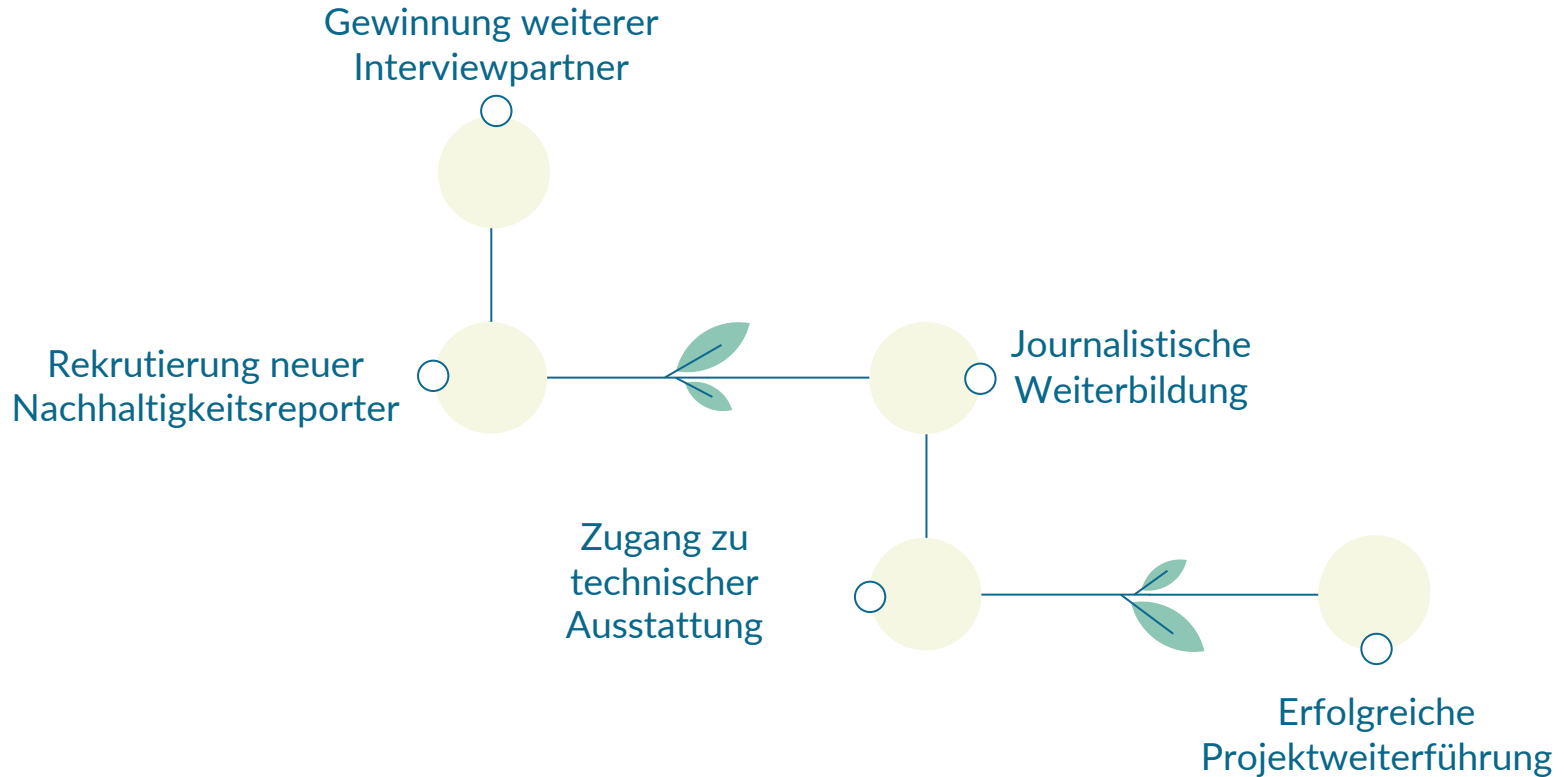 Gewinnung weiterer
Interviewpartner
Rekrutierung neuer
Nachhaltigkeitsreporter
Journalistische
Weiterbildung
Zugang zu
technischer
Ausstattung
Erfolgreiche
Projektweiterführung